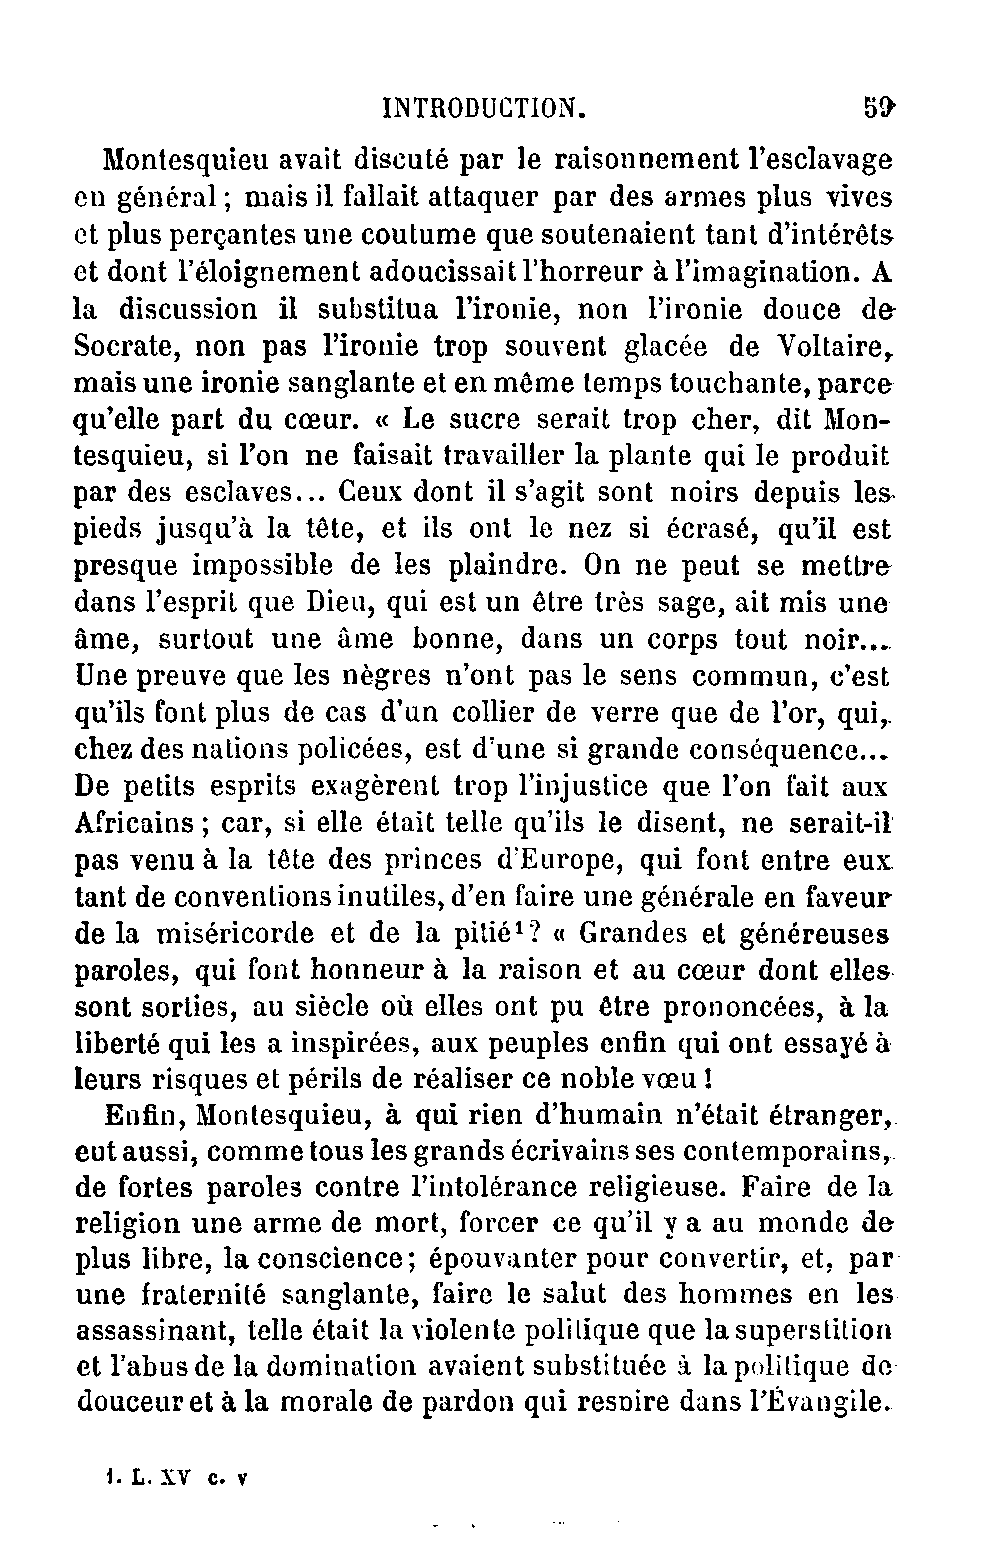 INTRODUCTION. 59
Montesquieu avait discuté par le raisonnement l'esclavage
en général ; mais il fallait attaquer par des armes plus vives
et plus perçantes une coutume que soutenaient tant d'intérêts
et dont l'éloignement adoucissait l'horreur à l'imagination. A
la discussion il substitua l'ironie, non l'ironie douce de
Socrate, non pas l'ironie trop souvent glacée de Voltaire,
mais une ironie sanglante et en même temps touchante, parce
qu'elle part du cœur. « Le sucre serait trop cher, dit Mon-
tesquieu, si l'on ne faisait travailler la plante qui le produit
par des esclaves... Ceux dont il s'agit sont noirs depuis les
pieds jusqu'à la tête, et ils ont le nez si écrasé, qu'il est
presque impossible de les plaindre. On ne peut se mettre
dans l'esprit que Dieu, qui est un être très sage, ait mis une
âme, surtout une âme bonne, dans un corps tout noir...
Une preuve que les nègres n'ont pas le sens commun, c'est
qu'ils font plus de cas d'un collier de verre que de l'or, qui,
chez des nations policées, est d'une si grande conséquence...
De petits esprits exagèrent trop l'injustice que l'on fait aux
Africains ; car, si elle était telle qu'ils le disent, ne serait-il
pas venu à la tête des princes d'Europe, qui font entre eux
tant de conventions inutiles, d'en faire une générale en faveur
de la miséricorde et de la pitié¹? « Grandes et généreuses
paroles, qui font honneur à la raison et au cœur dont elles
sont sorties, au siècle où elles ont pu être prononcées, à la
liberté qui les a inspirées, aux peuples enfin qui ont essayé à
leurs risques et périls de réaliser ce noble vœu !
Enfin, Montesquieu, à qui rien d'humain n'était étranger,
eut aussi, comme tous les grands écrivains ses contemporains,
de fortes paroles contre l'intolérance religieuse. Faire de la
religion une arme de mort, forcer ce qu'il y a au monde de
plus libre, la conscience; épouvanter pour convertir, et, par
une fraternité sanglante, faire le salut des hommes en les
assassinant, telle était la violente politique que la superstition
et l'abus de la domination avaient substituée à la politique de
douceur et à la morale de pardon qui respire dans l'Évangile.
1. L. XV c. v